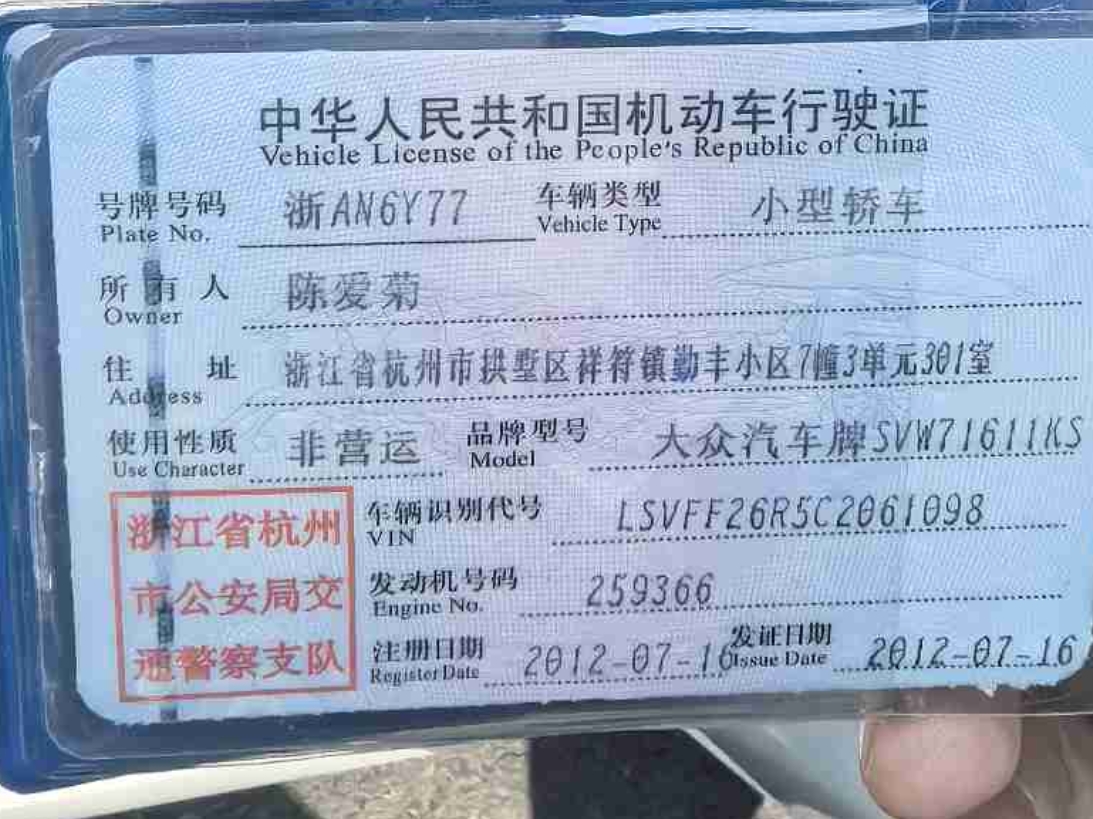 中华人民共和国机动车行驶证
Vehicle License of the People's Republic of China
号牌号码 浙AN6Y77 车辆类型 小型轿车
Plate No. Vehicle Type
所有人 陈爱菊
Owner
住址 浙江省杭州市拱墅区祥符镇勤丰小区7幢3单元301室
Address
使用性质 非营运 品牌型号 大众汽车牌SVW71611KS
Use Character Model
浙江省杭州 车辆识别代号 LSVFF26R5C2061098
VIN
市公安局交 发动机号码 259366
Engine No.
通警察支队 注册日期 2012-07-16 发证日期 2012-07-16
Register Date Issue Date